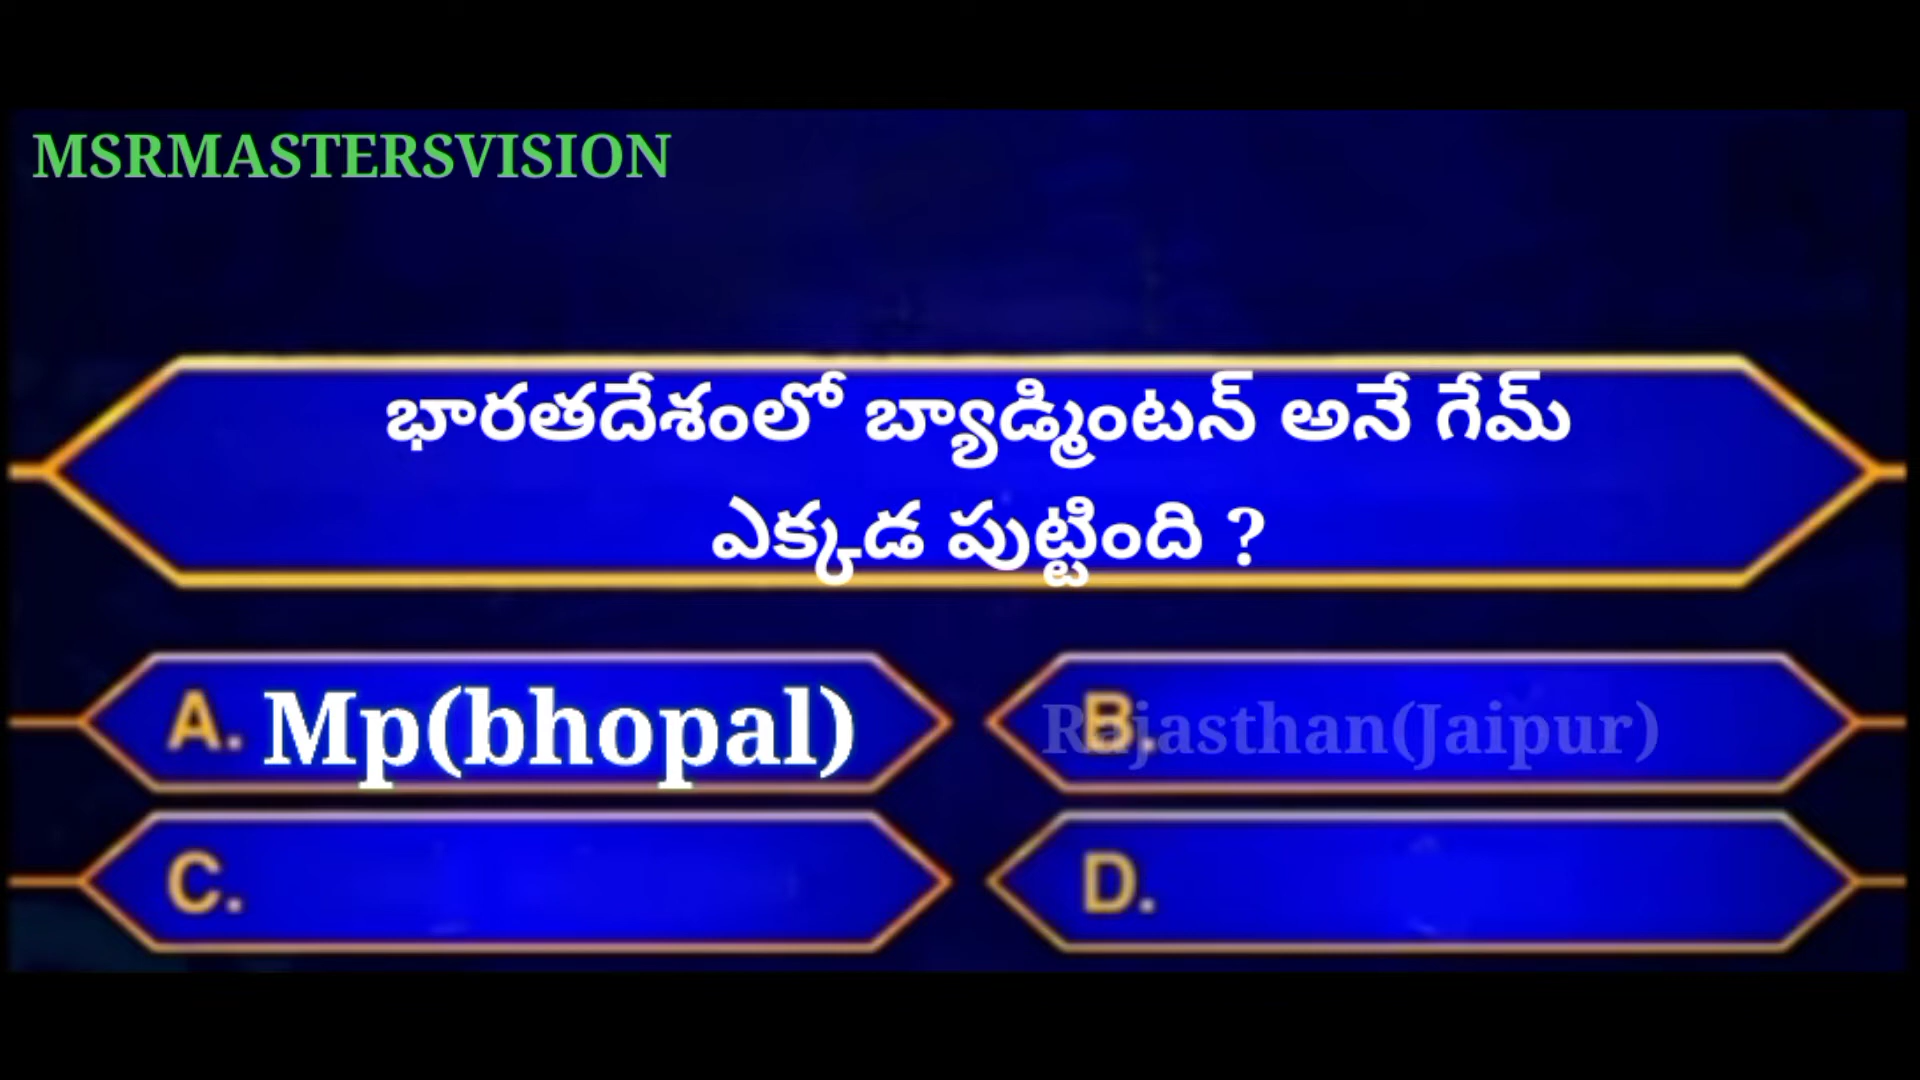 MSRMASTERSVISION
భారతదేశంలో బ్యాడ్మింటన్ అనే గేమ్
ఎక్కడ పుట్టింది ?
A. Mp(bhopal)
B. Rajasthan(Jaipur)
C.
D.